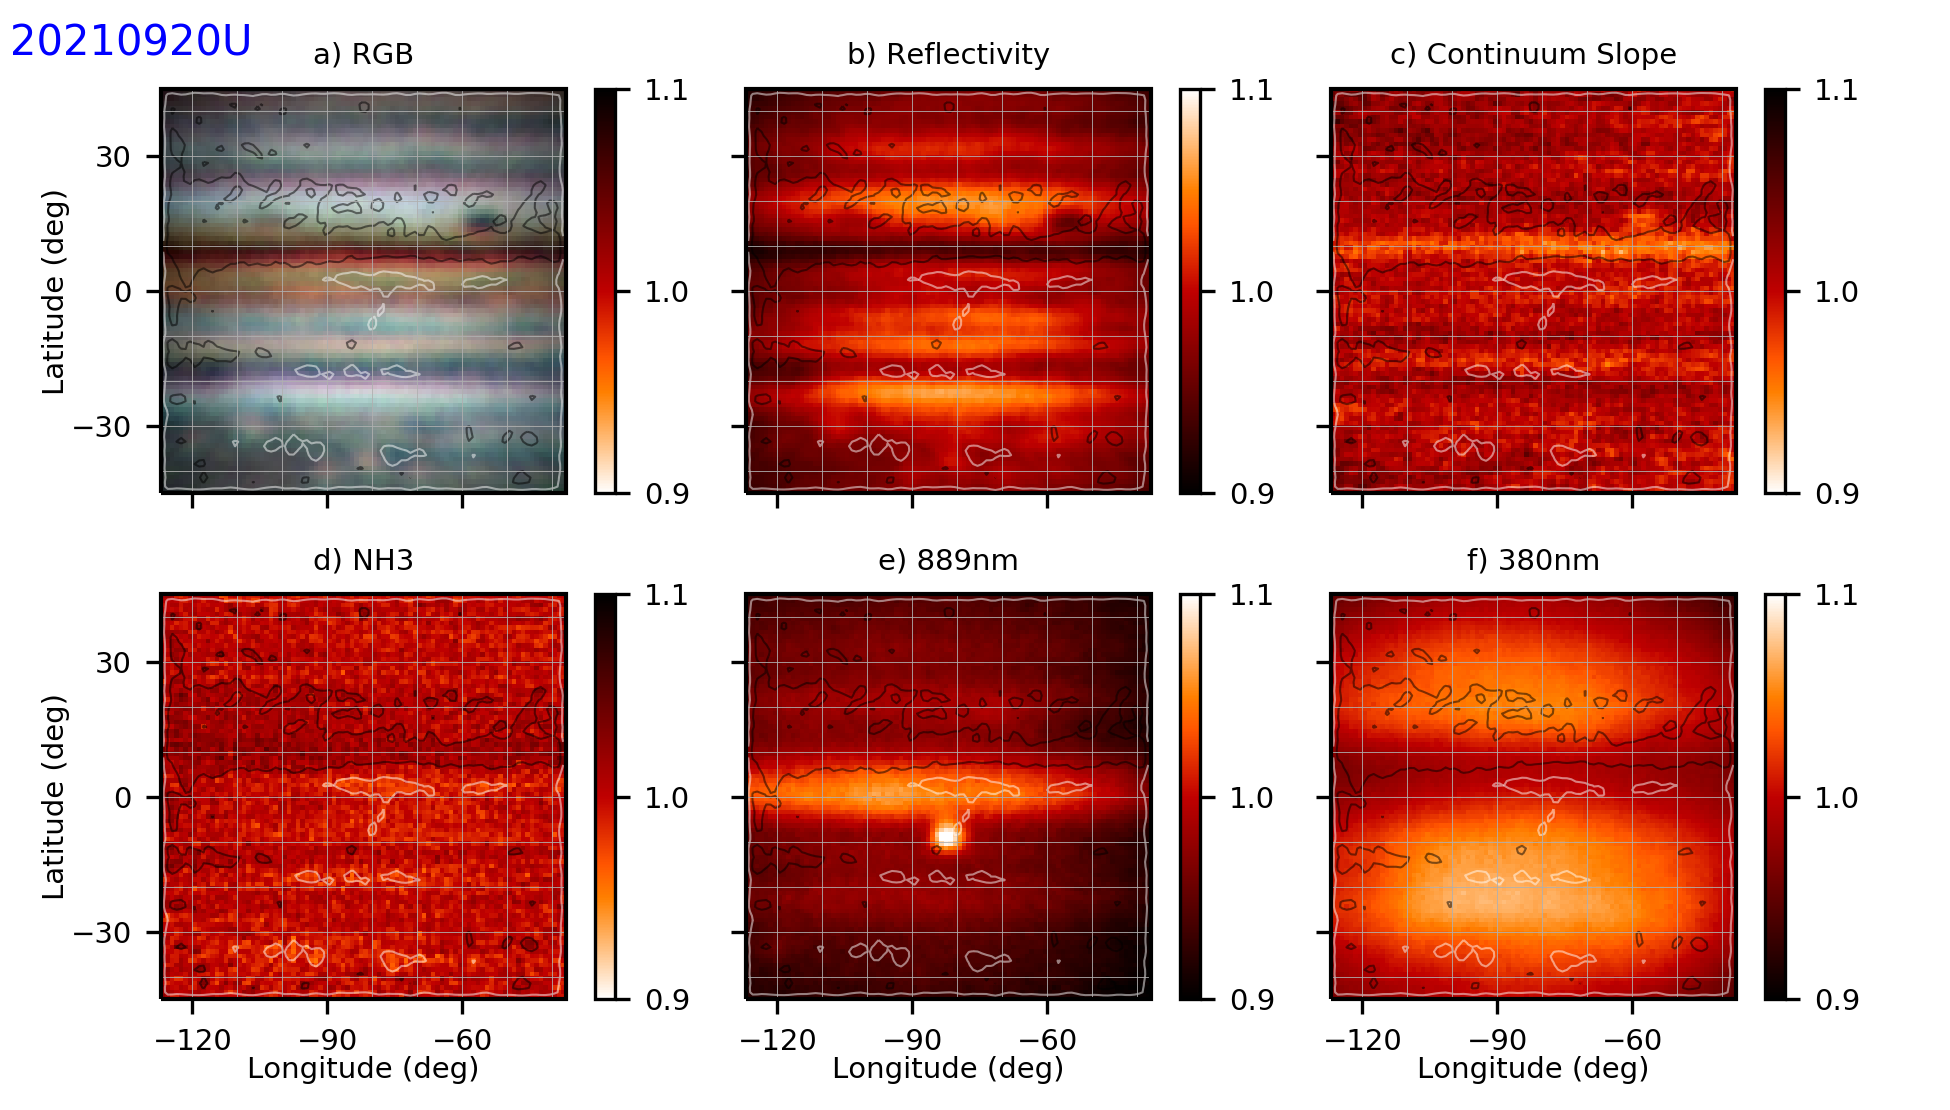 20210920U
a) RGB
b) Reflectivity
c) Continuum Slope
1.1
1.1
1.1
30
0
−30
Latitude (deg)
1.0
1.0
1.0
0.9
0.9
0.9
d) NH3
e) 889nm
f) 380nm
1.1
1.1
1.1
30
0
−30
Latitude (deg)
1.0
1.0
1.0
0.9
0.9
0.9
−120 −90 −60
−120 −90 −60
−120 −90 −60
Longitude (deg)
Longitude (deg)
Longitude (deg)